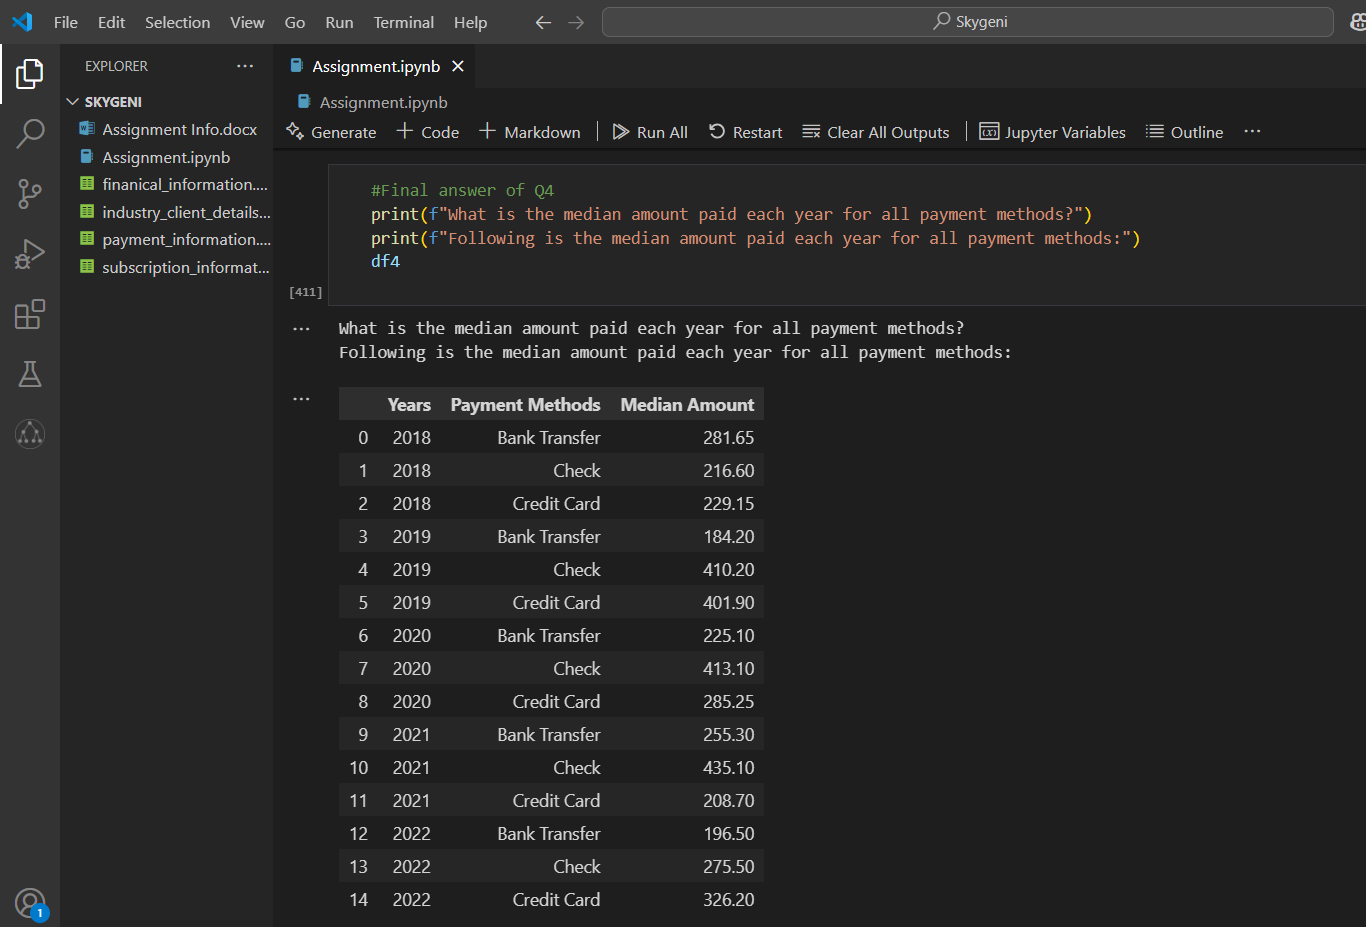 File Edit Selection View Go Run Terminal Help
Skygeni
EXPLORER
SKYGENI
Assignment Info.docx
Assignment.ipynb
finanical_information....
industry_client_details...
payment_information....
subscription_informat...
1
Assignment.ipynb
Assignment.ipynb
Generate + Code + Markdown Run All Restart Clear All Outputs Jupyter Variables Outline ...
#Final answer of Q4
print(f"What is the median amount paid each year for all payment methods?")
print(f"Following is the median amount paid each year for all payment methods:")
df4
[411]
What is the median amount paid each year for all payment methods?
Following is the median amount paid each year for all payment methods:
Years Payment Methods Median Amount
0 2018 Bank Transfer 281.65
1 2018 Check 216.60
2 2018 Credit Card 229.15
3 2019 Bank Transfer 184.20
4 2019 Check 410.20
5 2019 Credit Card 401.90
6 2020 Bank Transfer 225.10
7 2020 Check 413.10
8 2020 Credit Card 285.25
9 2021 Bank Transfer 255.30
10 2021 Check 435.10
11 2021 Credit Card 208.70
12 2022 Bank Transfer 196.50
13 2022 Check 275.50
14 2022 Credit Card 326.20